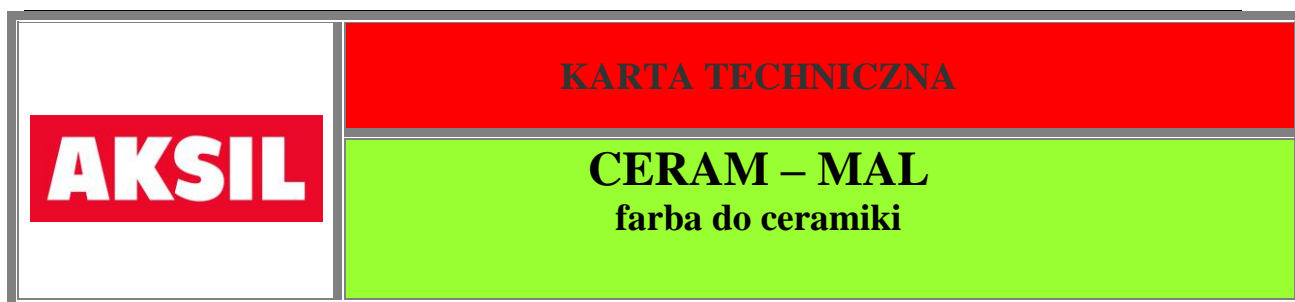 KARTA TECHNICZNA
AKSIL
CERAM – MAL
farba do ceramiki